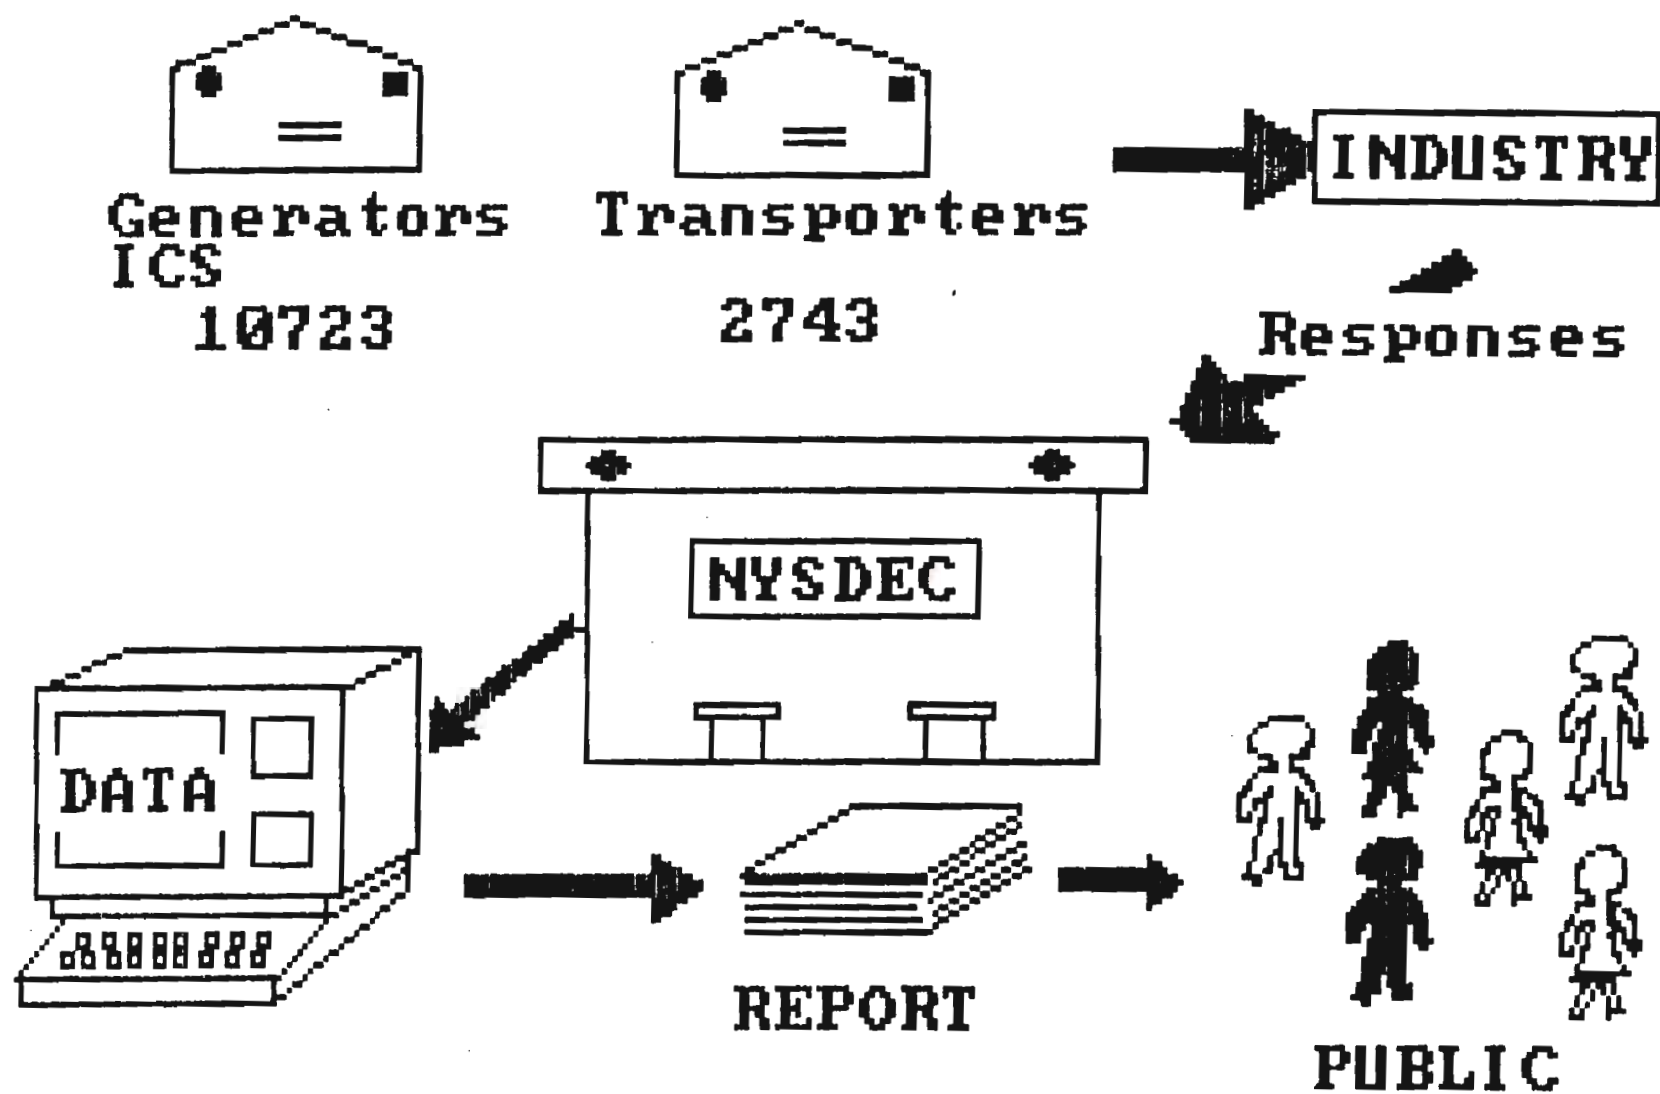 INDUSTRY
Generators
ICS
10723
Transporters
2743
Responses
NYSDEC
DATA
REPORT
PUBLIC